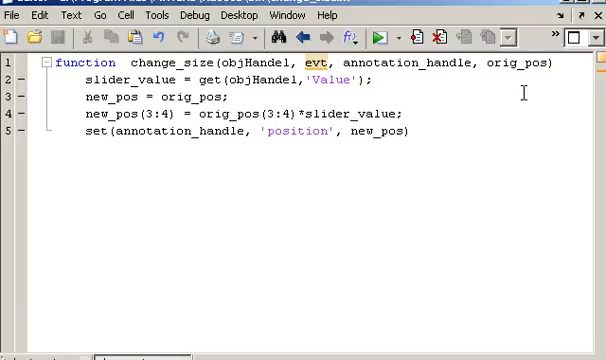 File Edit Text Go Cell Tools Debug Desktop Window Help
1 function change_size(objHandel, evt, annotation_handle, orig_pos)
2 slider_value = get(objHandel,'Value');
3 new_pos = orig_pos;
4 new_pos(3:4) = orig_pos(3:4)*slider_value;
5 set(annotation_handle, 'position', new_pos)